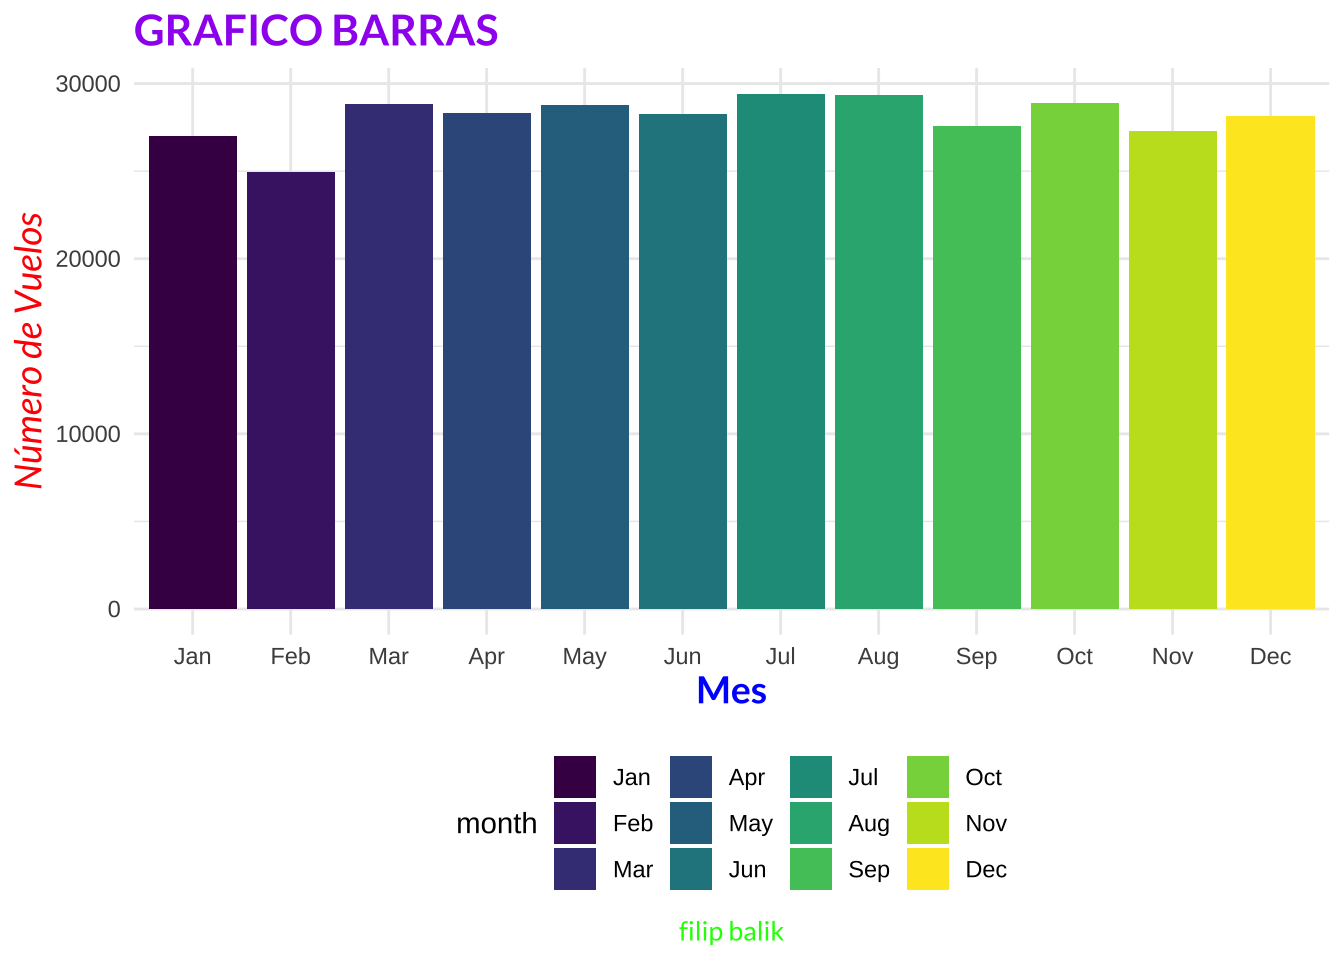 GRAFICO BARRAS
30000
20000
10000
0
Número de Vuelos
Jan Feb Mar Apr May Jun Jul Aug Sep Oct Nov Dec
Mes
month
Jan Apr Jul Oct
Feb May Aug Nov
Mar Jun Sep Dec
filip balik